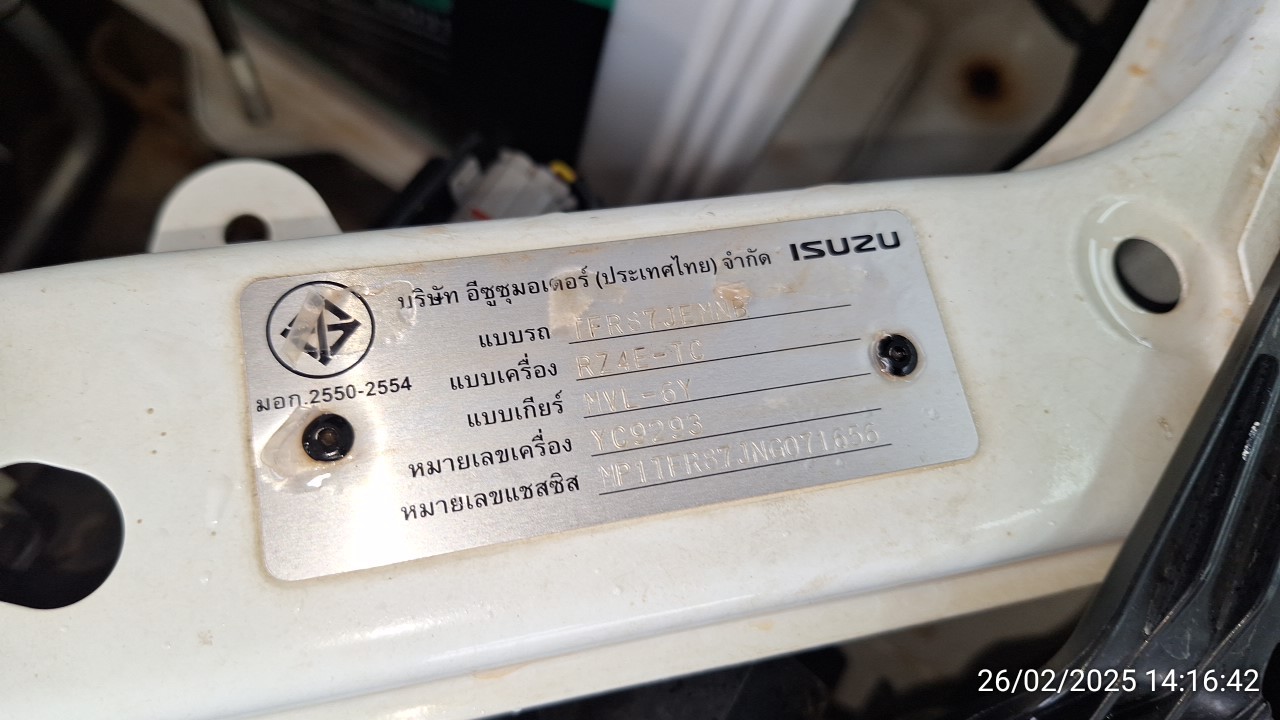 ISUZU
บริษัท อีซูซุมอเตอร์ (ประเทศไทย) จำกัด
แบบรถ
แบบเครื่อง RZ4E-TC
แบบเกียร์ MVL-6Y
หมายเลขเครื่อง YC9293
หมายเลขแชสซิส
มอก.2550-2554
26/02/2025 14:16:42